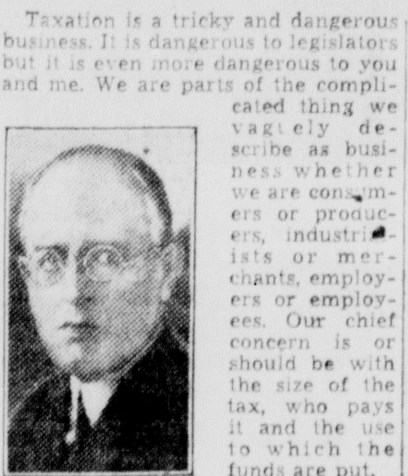 Taxation is a tricky and dangerous
business. It is dangerous to legislators
but it is even more dangerous to you
and me. We are parts of the compli-
cated thing we
vaguely de-
scribe as busi-
ness whether
we are consum-
ers or produc-
ers, industrial-
ists or mer-
chants, employ-
ers or employ-
ees. Our chief
concern is or
should be with
the size of the
tax, who pays
it and the use
to which the
funds are put.